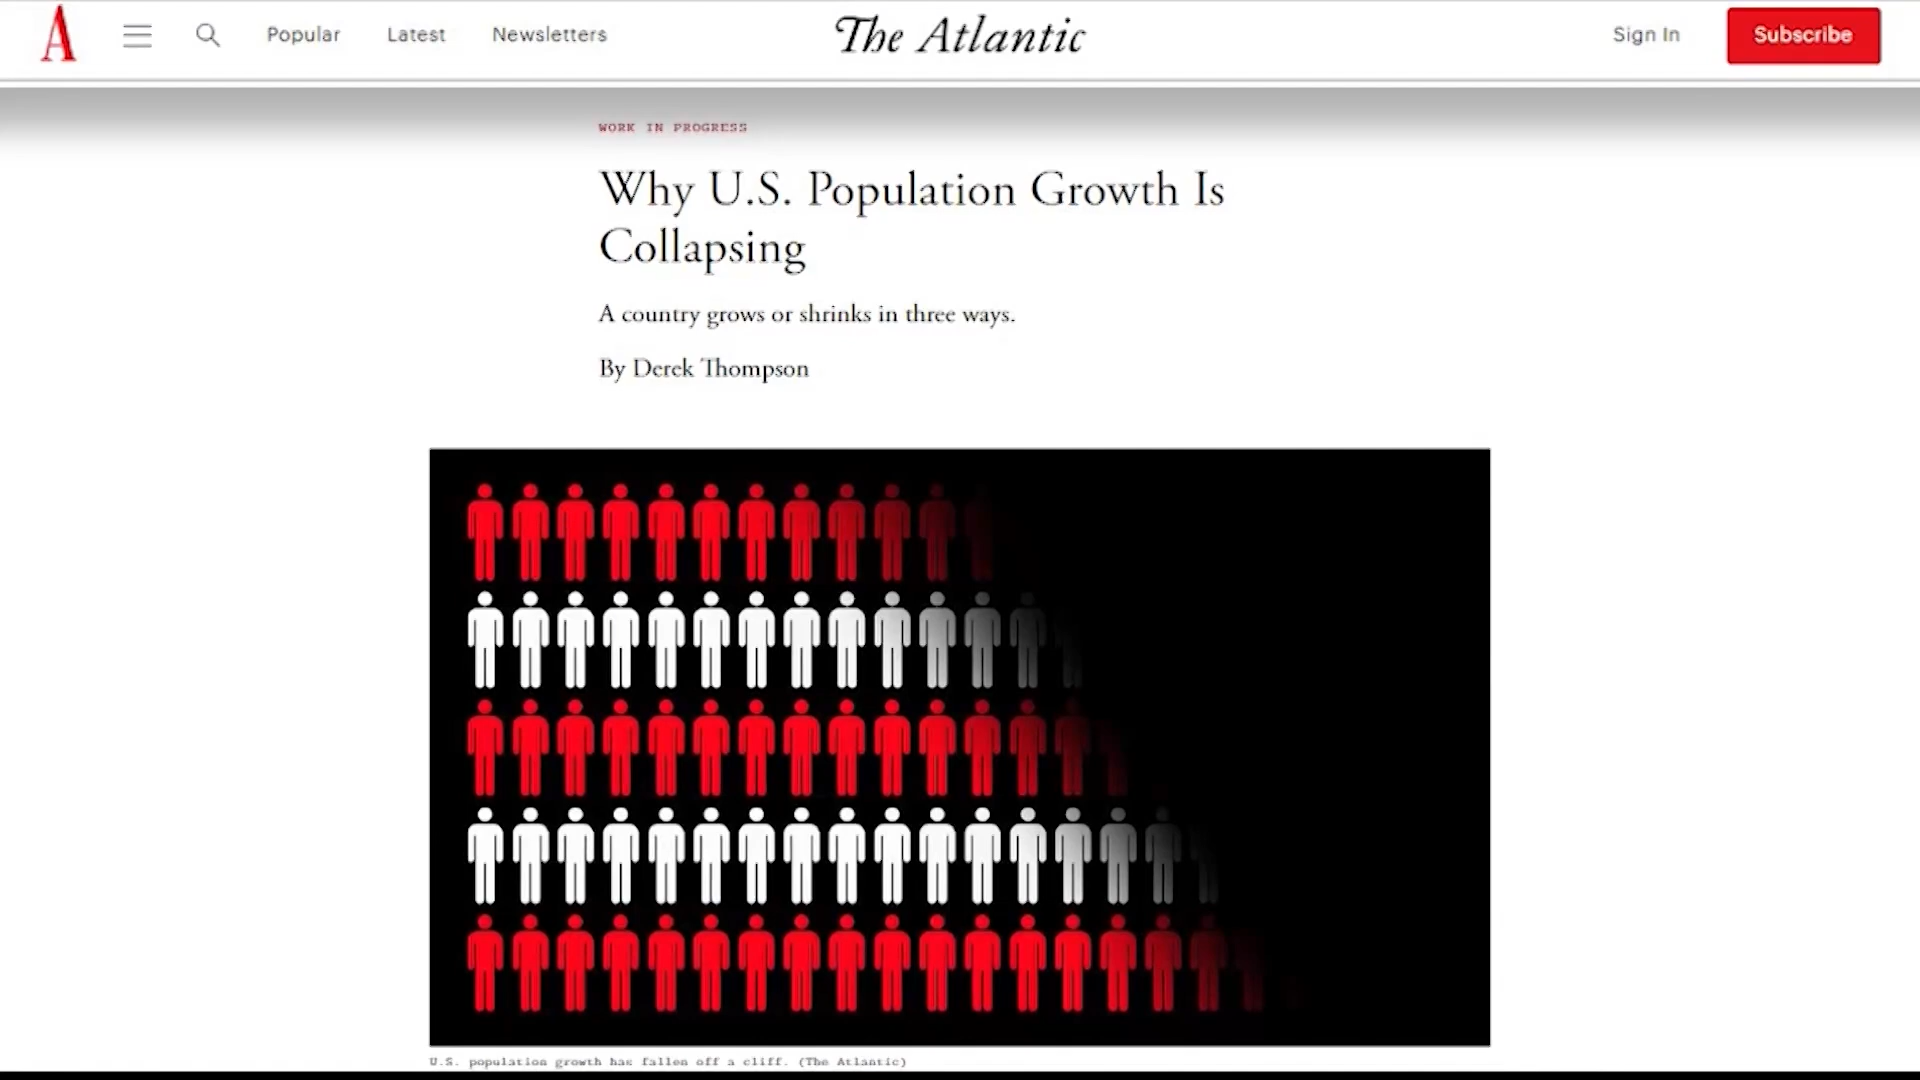 A
Popular
Latest
Newsletters
The Atlantic
Sign In
Subscribe
WORK IN PROGRESS
Why U.S. Population Growth Is
Collapsing
A country grows or shrinks in three ways.
By Derek Thompson
U.S. population growth has fallen off a cliff. (The Atlantic)